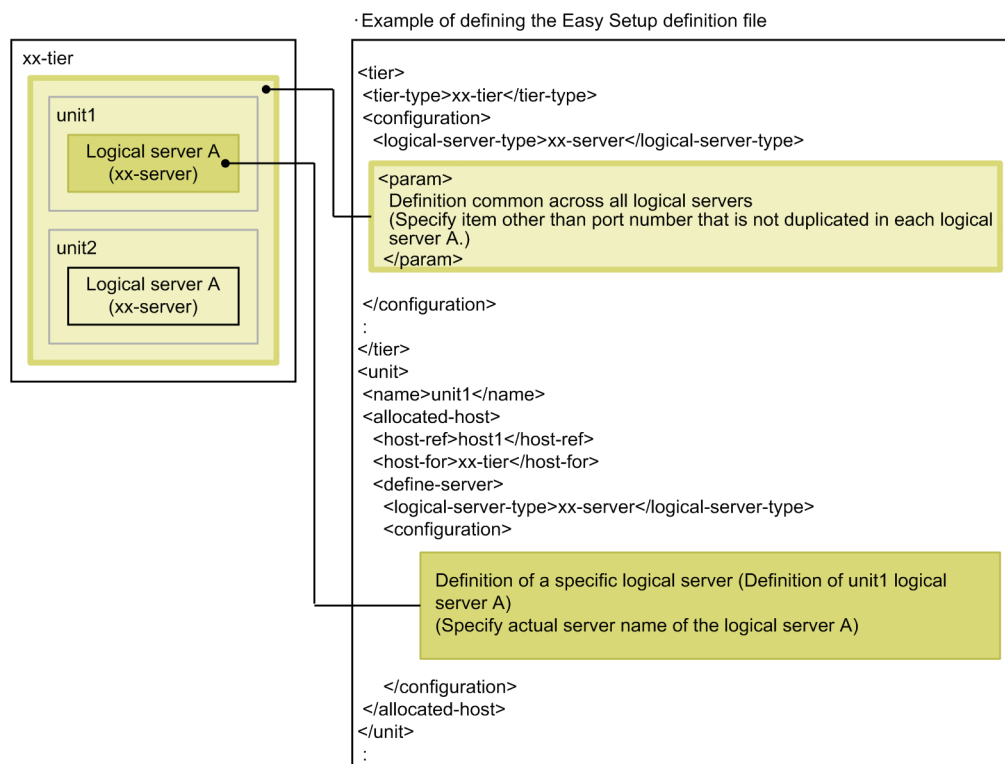 ·Example of defining the Easy Setup definition file
xx-tier
unit1
Logical server A
(xx-server)
unit2
Logical server A
(xx-server)
<tier>
<tier-type>xx-tier</tier-type>
<configuration>
<logical-server-type>xx-server</logical-server-type>
<param>
Definition common across all logical servers
(Specify item other than port number that is not duplicated in each logical
server A.)
</param>
</configuration>
:
</tier>
<unit>
<name>unit1</name>
<allocated-host>
<host-ref>host1</host-ref>
<host-for>xx-tier</host-for>
<define-server>
<logical-server-type>xx-server</logical-server-type>
<configuration>
Definition of a specific logical server (Definition of unit1 logical
server A)
(Specify actual server name of the logical server A)
</configuration>
</allocated-host>
</unit>
: